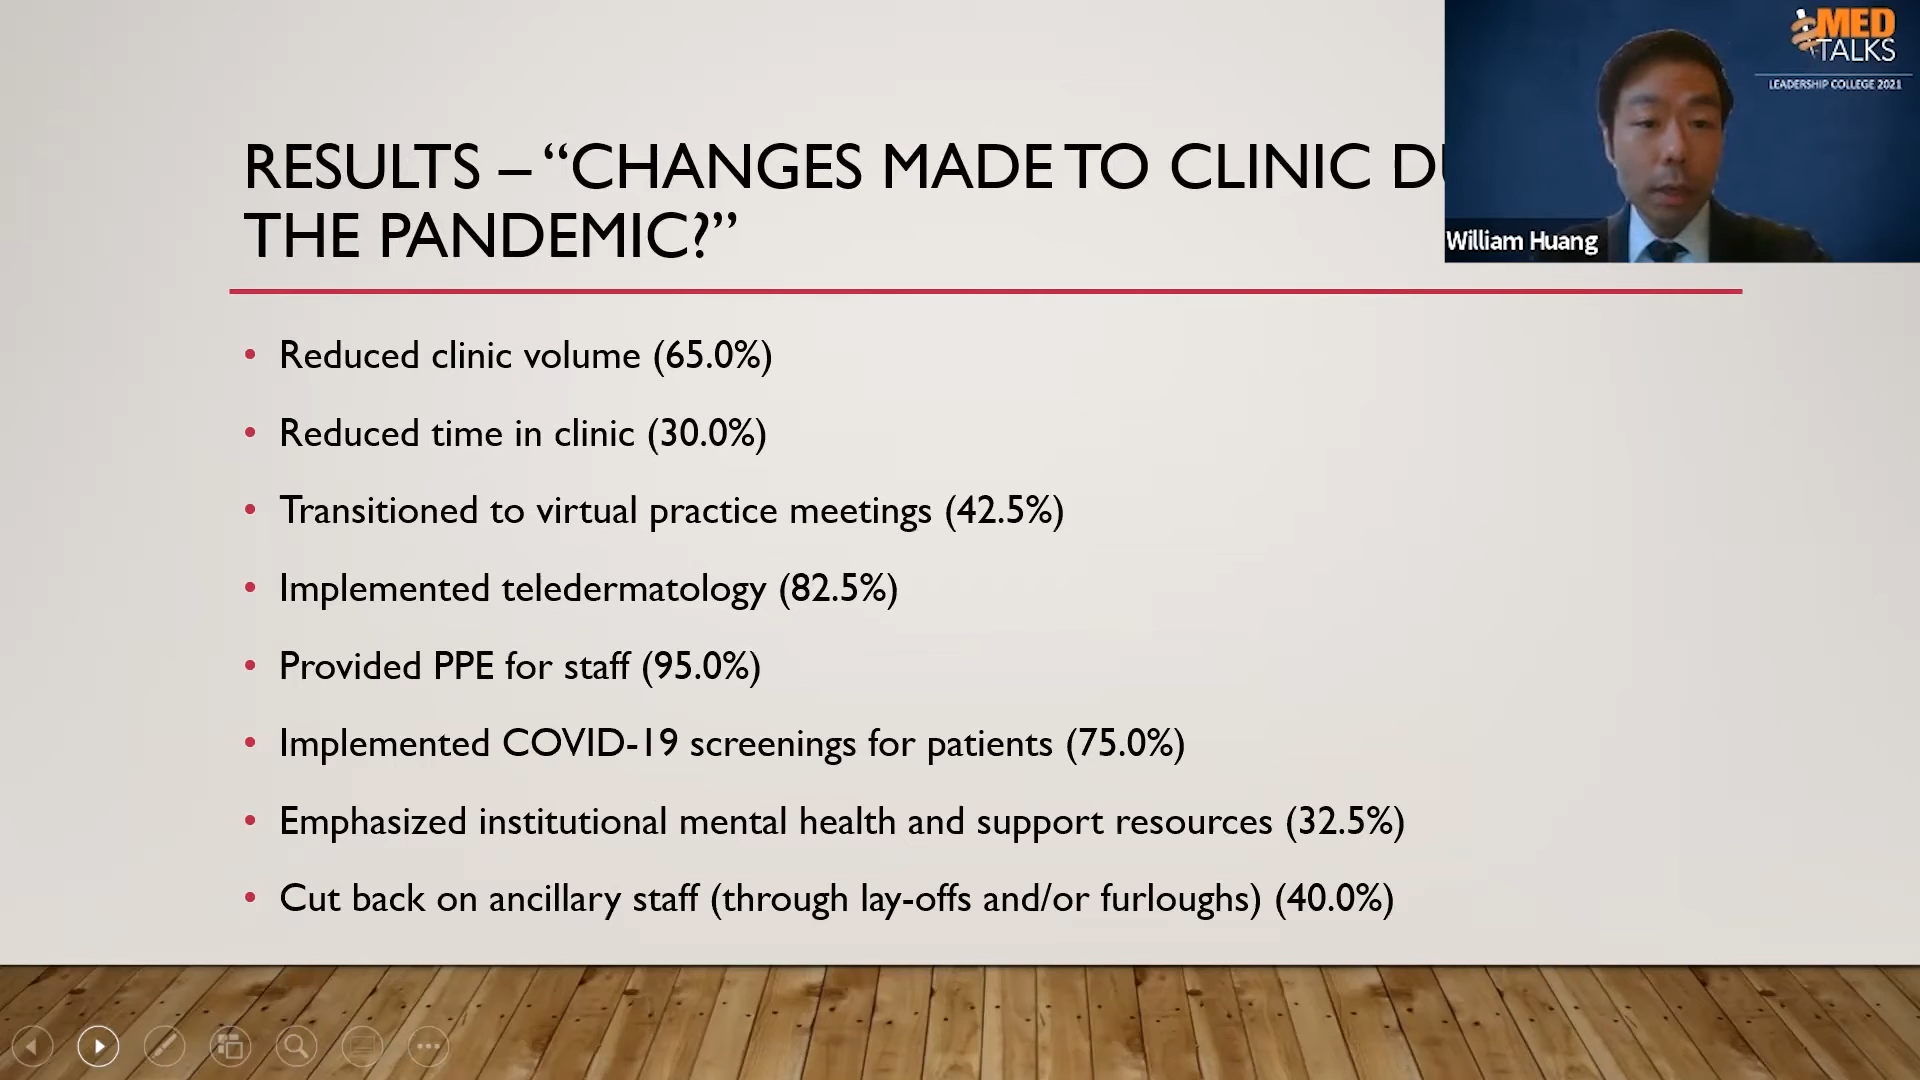 MED
TALKS
LEADERSHIP COLLEGE 2021
William Huang
RESULTS – “CHANGES MADE TO CLINIC
THE PANDEMIC?”
• Reduced clinic volume (65.0%)
• Reduced time in clinic (30.0%)
• Transitioned to virtual practice meetings (42.5%)
• Implemented teledermatology (82.5%)
• Provided PPE for staff (95.0%)
• Implemented COVID-19 screenings for patients (75.0%)
• Emphasized institutional mental health and support resources (32.5%)
• Cut back on ancillary staff (through lay-offs and/or furloughs) (40.0%)